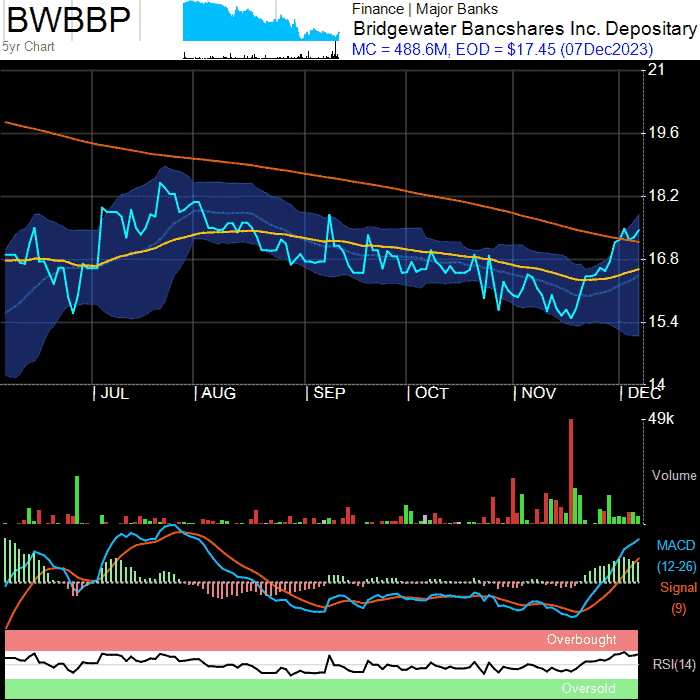 BWBBP
5yr Chart
Finance | Major Banks
Bridgewater Bancshares Inc. Depositary
MC = 488.6M, EOD = $17.45 (07Dec2023)
21
19.6
18.2
16.8
15.4
14
JUL
AUG
SEP
OCT
NOV
DEC
49k
Volume
MACD
(12-26)
Signal
(9)
Overbought
RSI(14)
Oversold